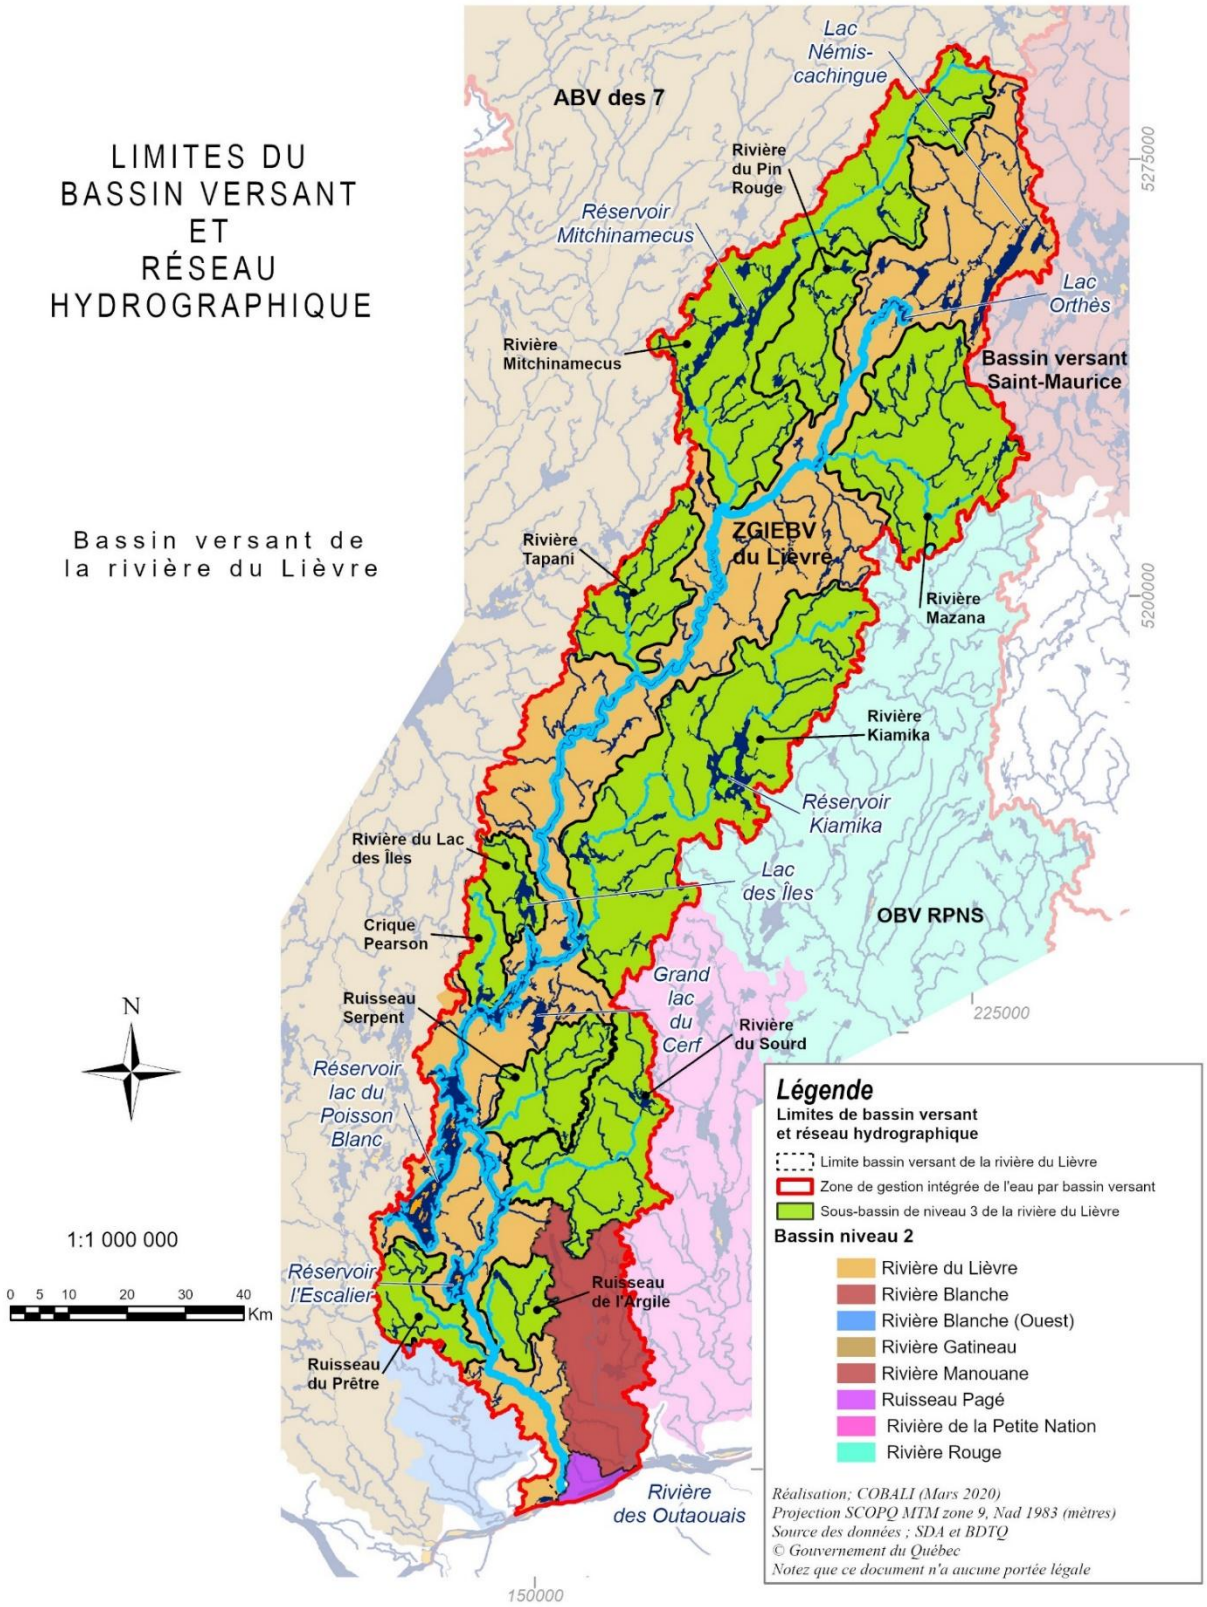 LIMITES DU
BASSIN VERSANT
ET
RÉSEAU
HYDROGRAPHIQUE
Bassin versant de
la rivière du Lièvre
N
1:1 000 000
0 5 10 20 30 40
Km
Lac
Némis-
cachingue
ABV des 7
Rivière
du Pin
Rouge
Réservoir
Mitchinamecus
5275000
Lac
Orthès
Rivière
Mitchinamecus
Bassin versant
Saint-Maurice
ZGIEBV
du Lièvre
Rivière
Tapani
Rivière
Mazana
5200000
Rivière
Kiamika
Réservoir
Kiamika
Rivière du Lac
des Îles
Lac
des Îles
Crique
Pearson
OBV RPNS
Grand
lac
du
Cerf
Ruisseau
Serpent
Rivière
du Sourd
225000
Réservoir
lac du
Poisson
Blanc
Réservoir
l'Escalier
Ruisseau
de l'Argile
Ruisseau
du Prêtre
Rivière
des Outaouais
150000
Légende
Limites de bassin versant
et réseau hydrographique
Limite bassin versant de la rivière du Lièvre
Zone de gestion intégrée de l'eau par bassin versant
Sous-bassin de niveau 3 de la rivière du Lièvre
Bassin niveau 2
Rivière du Lièvre
Rivière Blanche
Rivière Blanche (Ouest)
Rivière Gatineau
Rivière Manouane
Ruisseau Pagé
Rivière de la Petite Nation
Rivière Rouge
Réalisation; COBALI (Mars 2020)
Projection SCOPQ MTM zone 9, Nad 1983 (mètres)
Source des données ; SDA et BDTQ
© Gouvernement du Québec
Notez que ce document n'a aucune portée légale